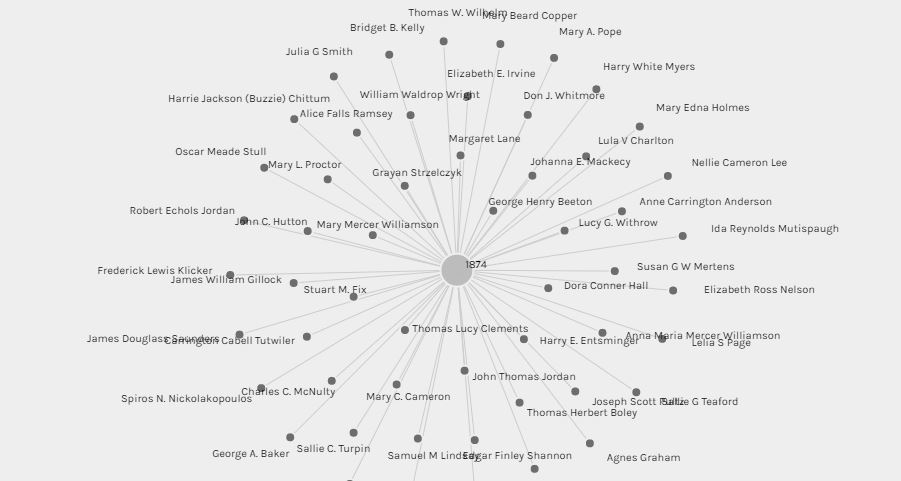 Thomas W. Wilhelm
Mary Beard Copper
Bridget B. Kelly
Mary A. Pope
Julia G Smith
Harry White Myers
Elizabeth E. Irvine
William Waldrop Wright
Don J. Whitmore
Harrie Jackson (Buzzie) Chittum
Mary Edna Holmes
Alice Falls Ramsey
Margaret Lane
Lula V Charlton
Oscar Meade Stull
Johanna E. Mackecy
Nellie Cameron Lee
Mary L. Proctor
Grayan Strzelczyk
George Henry Beeton
Anne Carrington Anderson
Robert Echols Jordan
John C. Hutton
Mary Mercer Williamson
Lucy G. Withrow
Ida Reynolds Mutispaugh
1874
Frederick Lewis Klicker
Susan G W Mertens
James William Gillock
Stuart M. Fix
Dora Conner Hall
Elizabeth Ross Nelson
Thomas Lucy Clements
James Douglass Saunders
Carrington Cabell Tutwiler
Harry E. Entsminger
Anna Maria Mercer Williamson
Lelia S Page
John Thomas Jordan
Charles C. McNulty
Spiros N. Nickolakopoulos
Mary C. Cameron
Joseph Scott Pultz
Sallie G Teaford
Thomas Herbert Boley
George A. Baker
Sallie C. Turpin
Samuel M Lindsay
Edgar Finley Shannon
Agnes Graham